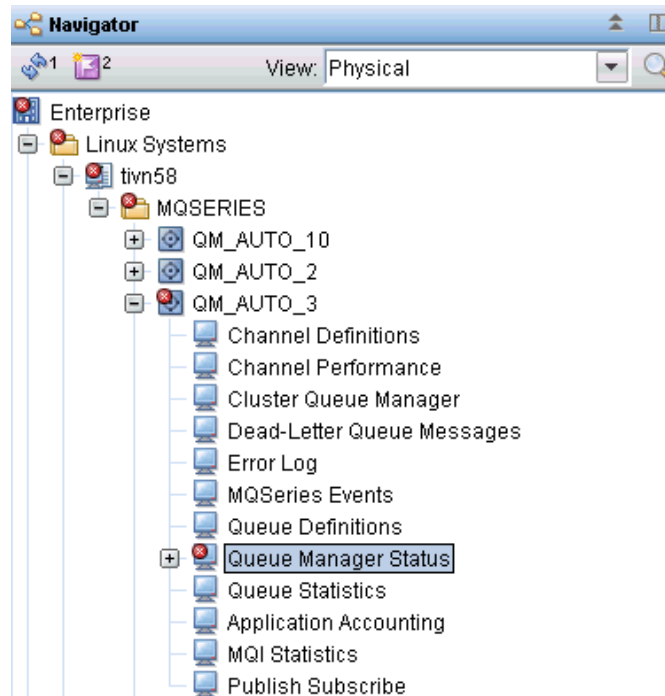 Navigator
1 2 View: Physical
Enterprise
Linux Systems
tivn58
MQSERIES
QM_AUTO_10
QM_AUTO_2
QM_AUTO_3
Channel Definitions
Channel Performance
Cluster Queue Manager
Dead-Letter Queue Messages
Error Log
MQSeries Events
Queue Definitions
Queue Manager Status
Queue Statistics
Application Accounting
MQI Statistics
Publish Subscribe